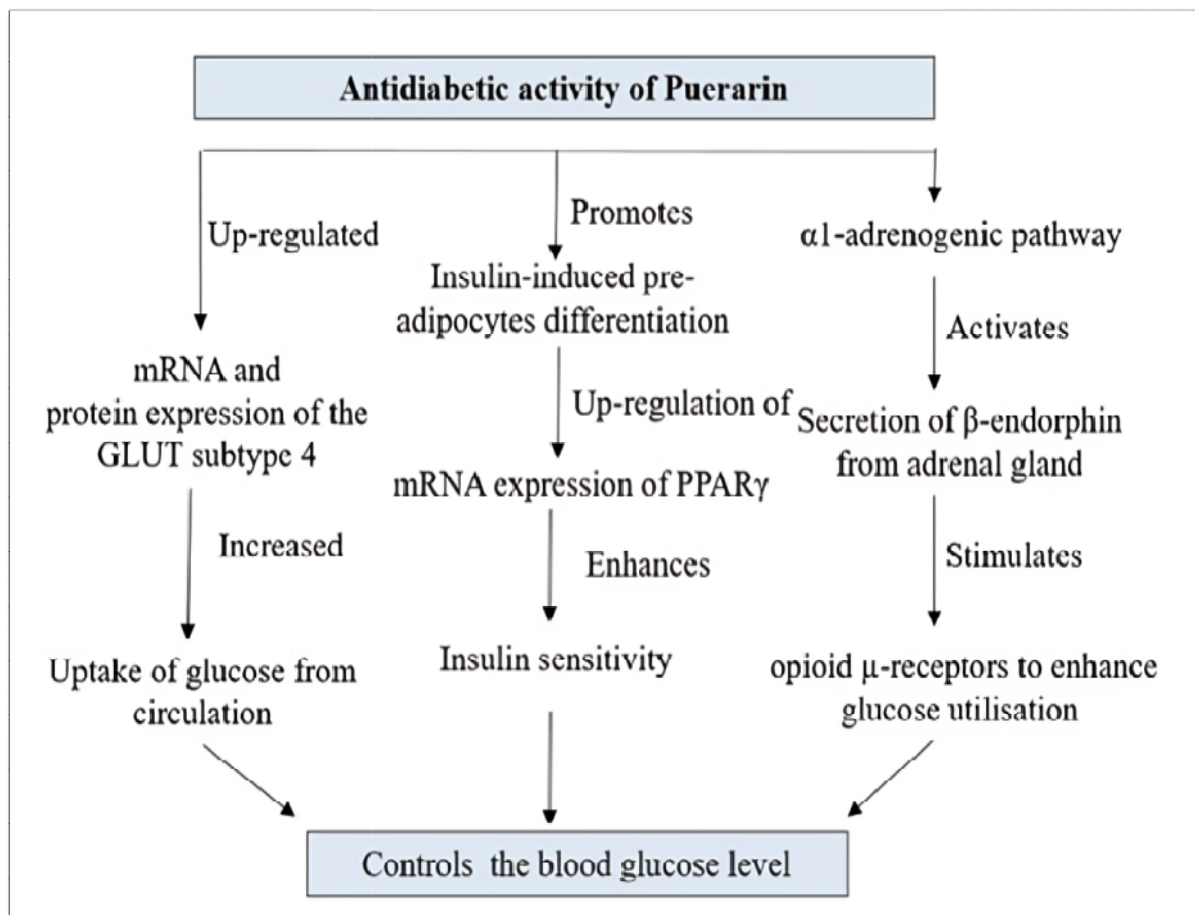 Antidiabetic activity of Puerarin
Up-regulated
mRNA and
protein expression of the
GLUT subtype 4
Increased
Uptake of glucose from
circulation
Promotes
Insulin-induced pre-
adipocytes differentiation
Up-regulation of
mRNA expression of PPARγ
Enhances
Insulin sensitivity
α1-adrenogenic pathway
Activates
Secretion of β-endorphin
from adrenal gland
Stimulates
opioid μ-receptors to enhance
glucose utilisation
Controls the blood glucose level